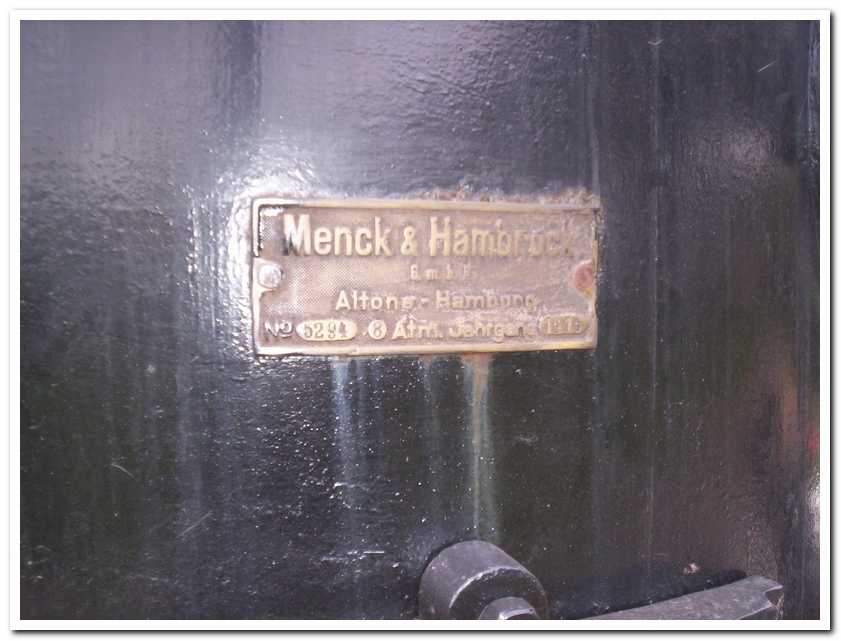 Menck & Hambrock
G.m.b.H.
Altona - Hamburg
No 5294 8 Atm. Jahrgang